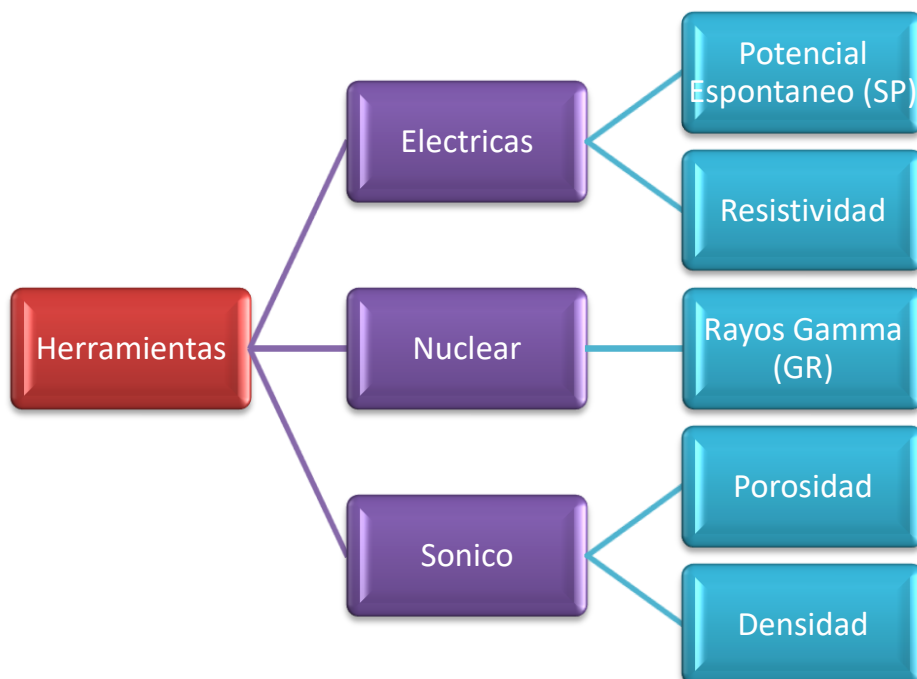 Herramientas
Electricas
Potencial
Espontaneo (SP)
Resistividad
Nuclear
Rayos Gamma
(GR)
Sonico
Porosidad
Densidad